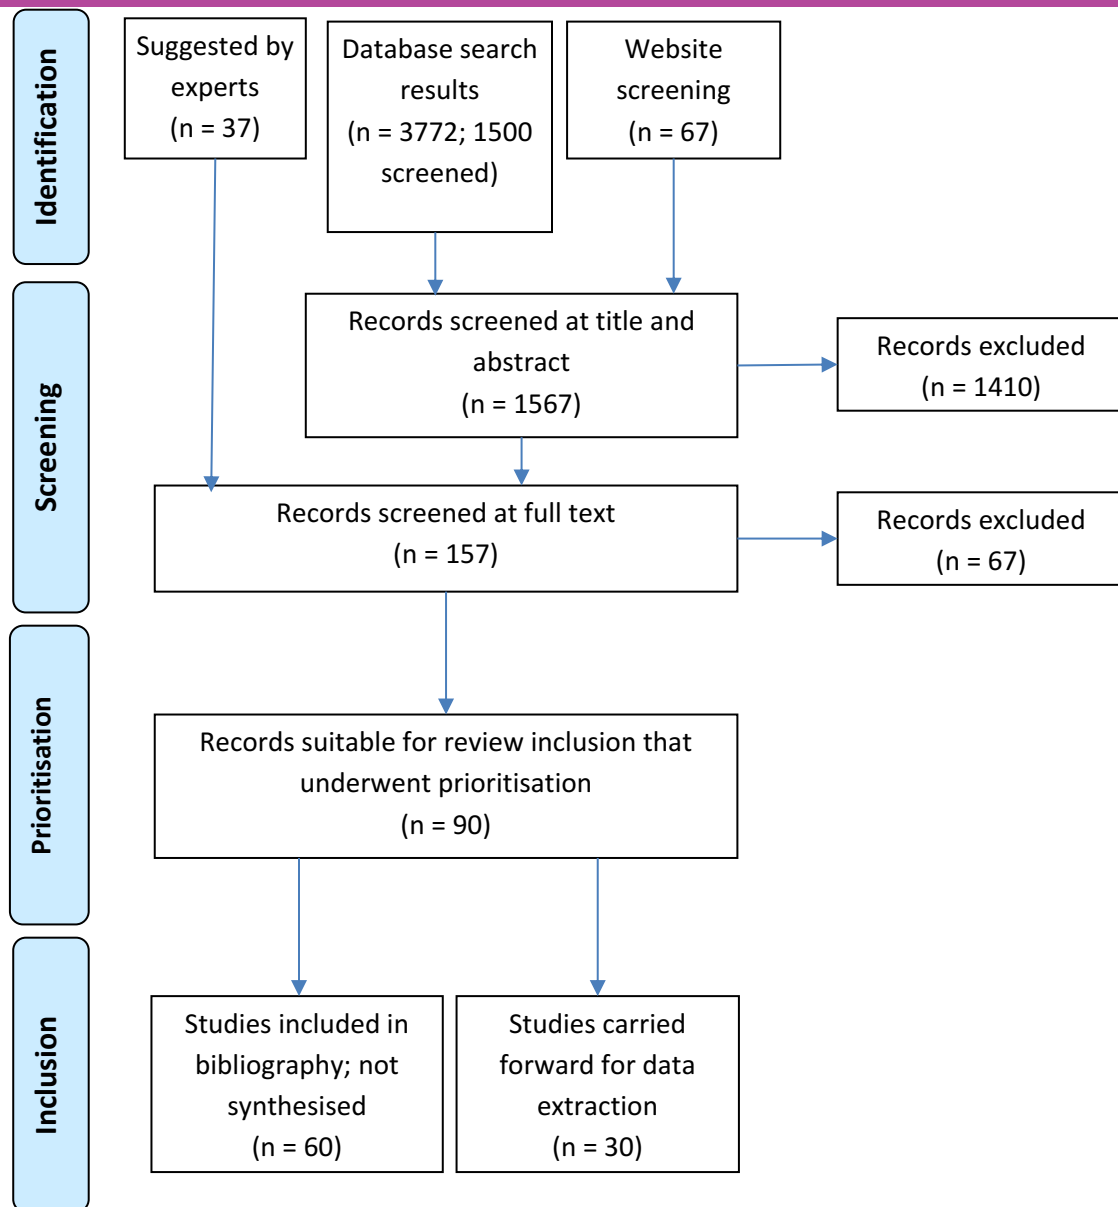 Identification
Suggested by
experts
(n = 37)
Database search
results
(n = 3772; 1500
screened)
Website
screening
(n = 67)
Screening
Records screened at title and
abstract
(n = 1567)
Records excluded
(n = 1410)
Records screened at full text
(n = 157)
Records excluded
(n = 67)
Prioritisation
Records suitable for review inclusion that
underwent prioritisation
(n = 90)
Inclusion
Studies included in
bibliography; not
synthesised
(n = 60)
Studies carried
forward for data
extraction
(n = 30)